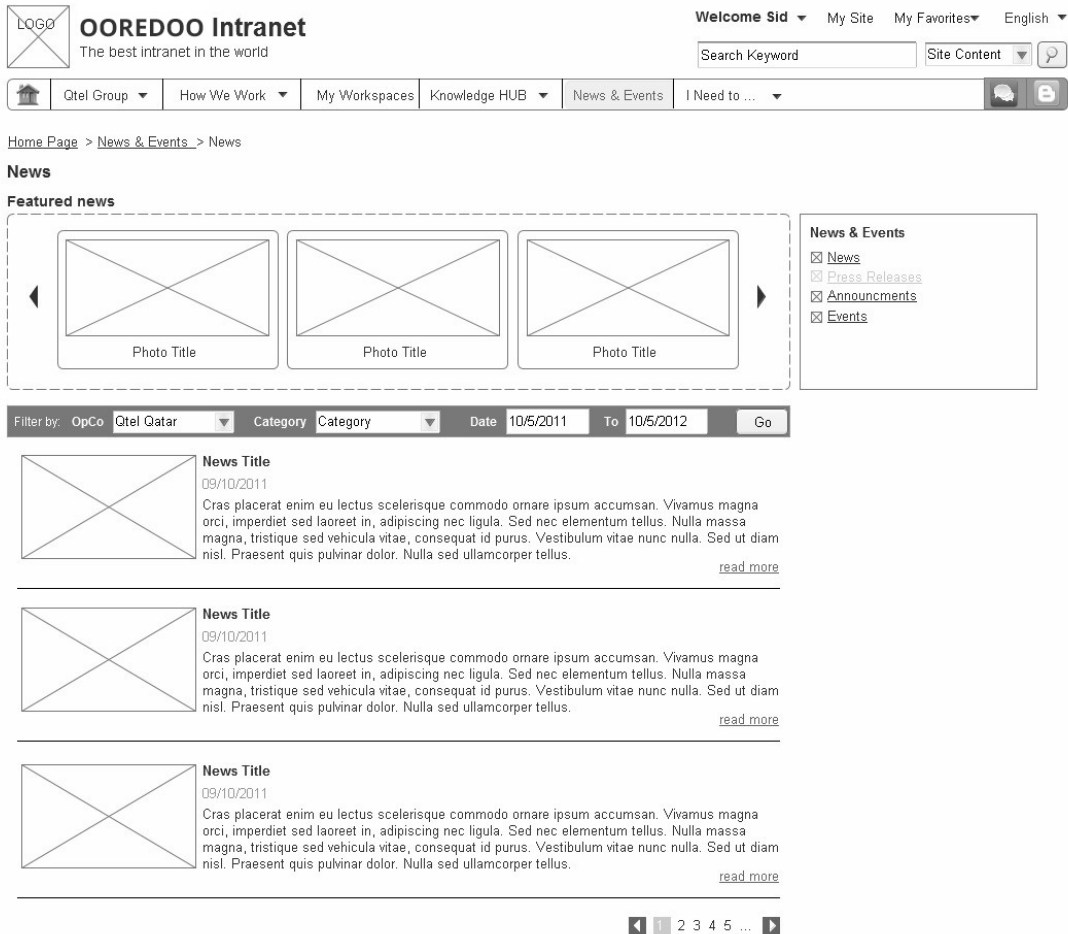 LOGO
OOREDOO Intranet
The best intranet in the world
Welcome Sid My Site My Favorites English
Search Keyword Site Content
Qtel Group How We Work My Workspaces Knowledge HUB News & Events I Need to ... B
Home Page > News & Events > News
News
Featured news
Photo Title Photo Title Photo Title
News & Events
News
Press Releases
Announcments
Events
Filter by: OpCo Qtel Qatar Category Category Date 10/5/2011 To 10/5/2012 Go
News Title
09/10/2011
Cras placerat enim eu lectus scelerisque commodo ornare ipsum accumsan. Vivamus magna
orci, imperdiet sed laoreet in, adipiscing nec ligula. Sed nec elementum tellus. Nulla massa
magna, tristique sed vehicula vitae, consequat id purus. Vestibulum vitae nunc nulla. Sed ut diam
nisl. Praesent quis pulvinar dolor. Nulla sed ullamcorper tellus.
read more
News Title
09/10/2011
Cras placerat enim eu lectus scelerisque commodo ornare ipsum accumsan. Vivamus magna
orci, imperdiet sed laoreet in, adipiscing nec ligula. Sed nec elementum tellus. Nulla massa
magna, tristique sed vehicula vitae, consequat id purus. Vestibulum vitae nunc nulla. Sed ut diam
nisl. Praesent quis pulvinar dolor. Nulla sed ullamcorper tellus.
read more
News Title
09/10/2011
Cras placerat enim eu lectus scelerisque commodo ornare ipsum accumsan. Vivamus magna
orci, imperdiet sed laoreet in, adipiscing nec ligula. Sed nec elementum tellus. Nulla massa
magna, tristique sed vehicula vitae, consequat id purus. Vestibulum vitae nunc nulla. Sed ut diam
nisl. Praesent quis pulvinar dolor. Nulla sed ullamcorper tellus.
read more
1 2 3 4 5 ...